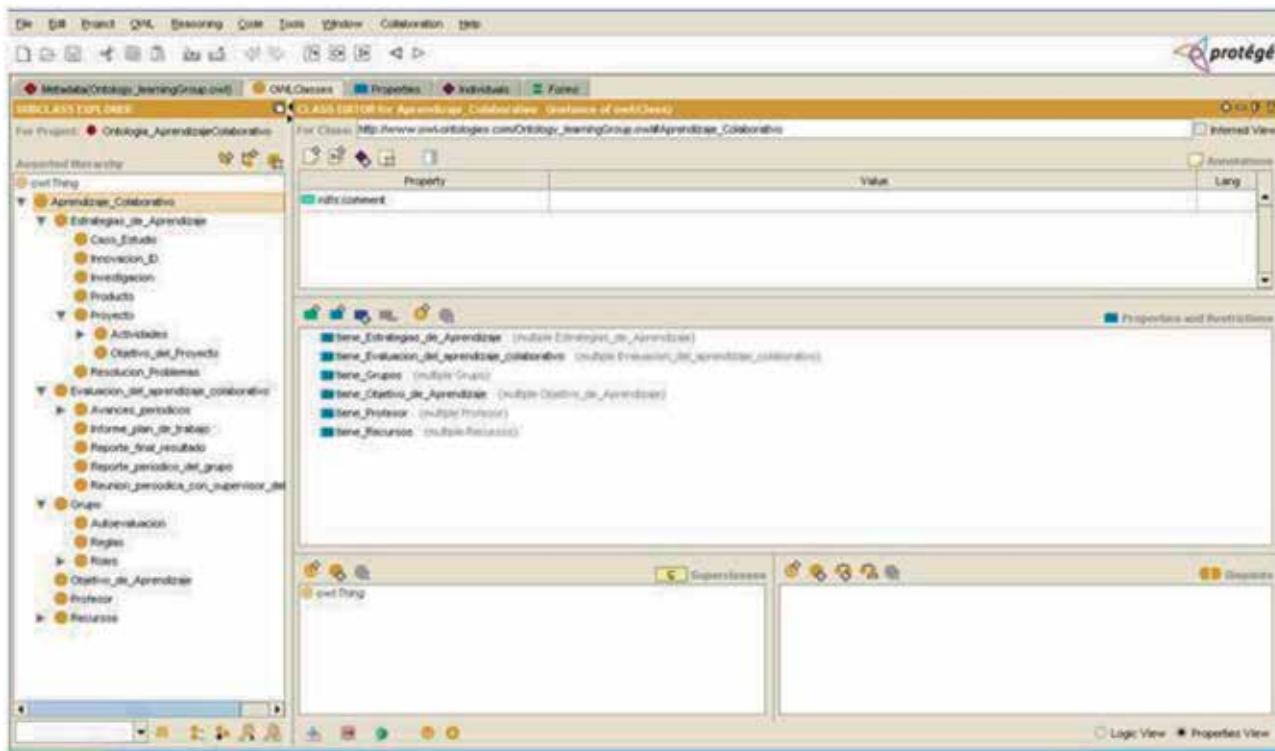 File Edit Project OWL Reasoning Code Tools Window Collaboration Help
protégé
Metadata(Ontology_learningGroup.owl) OWLClasses Properties Individuals Forms
SUBCLASS EXPLORER
CLASS EDITOR for Aprendizaje_Colaborativo (instance of owl:Class)
For Project: Ontologia_AprendizajeColaborativo
For Class: http://www.owl-ontologies.com/Ontology_learningGroup.owl#Aprendizaje_Colaborativo
Inferred View
Asserted Hierarchy
Annotations
Property Value Lang
rdfs:comment
owl:Thing
Aprendizaje_Colaborativo
Estrategias_de_Aprendizaje
Caso_Estudio
Innovacion_ID
Investigacion
Producto
Proyecto
Actividades
Objetivo_del_Proyecto
Resolucion_Problemas
Evaluacion_del_aprendizaje_colaborativo
Avances_periodicos
Informe_plan_de_trabajo
Reporte_final_resultado
Reporte_periodico_del_grupo
Reunion_periodica_con_supervisor_del
Grupo
Autoevaluacion
Reglas
Roles
Objetivo_de_Aprendizaje
Profesor
Recursos
Properties and Restrictions
tiene_Estrategias_de_Aprendizaje (multiple Estrategias_de_Aprendizaje)
tiene_Evaluacion_del_aprendizaje_colaborativo (multiple Evaluacion_del_aprendizaje_colaborativo)
tiene_Grupos (multiple Grupo)
tiene_Objetivo_de_Aprendizaje (multiple Objetivo_de_Aprendizaje)
tiene_Profesor (multiple Profesor)
tiene_Recursos (multiple Recursos)
Superclasses
owl:Thing
Disjoints
Logic View Properties View